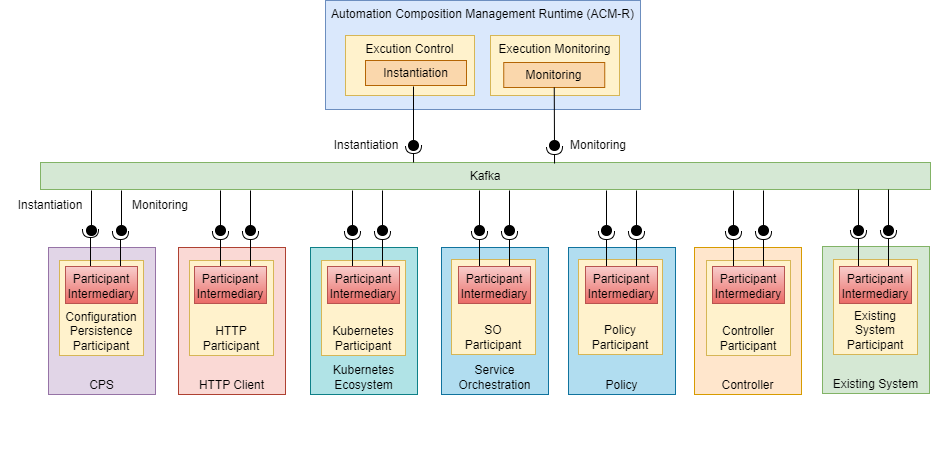 Automation Composition Management Runtime (ACM-R)
Excution Control
Execution Monitoring
Instantiation
Monitoring
Instantiation
Monitoring
Kafka
Instantiation
Monitoring
Participant
Intermediary
Configuration
Persistence
Participant
CPS
Participant
Intermediary
HTTP
Participant
HTTP Client
Participant
Intermediary
Kubernetes
Participant
Kubernetes
Ecosystem
Participant
Intermediary
SO
Participant
Service
Orchestration
Participant
Intermediary
Policy
Participant
Policy
Participant
Intermediary
Controller
Participant
Controller
Participant
Intermediary
Existing
System
Participant
Existing System